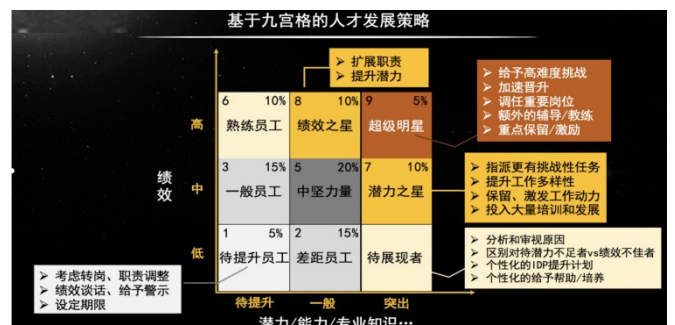 基于九宫格的人才发展策略
➢ 扩展职责
➢ 提升潜力
➢ 给予高难度挑战
➢ 加速晋升
➢ 调任重要岗位
➢ 额外的辅导/教练
➢ 重点保留/激励
绩效
高
6 10%
熟练员工
8 10%
绩效之星
9 5%
超级明星
中
3 15%
一般员工
5 20%
中坚力量
7 10%
潜力之星
➢ 指派更有挑战性任务
➢ 提升工作多样性
➢ 保留、激发工作动力
➢ 投入大量培训和发展
低
1 5%
待提升员工
2 15%
差距员工
待展现者
➢ 分析和审视原因
➢ 区别对待潜力不足者vs绩效不佳者
➢ 个性化的IDP提升计划
➢ 个性化的给予帮助/培养
➢ 考虑转岗、职责调整
➢ 绩效谈话、给予警示
➢ 设定期限
待提升 一般 突出
潜力/能力/专业知识…